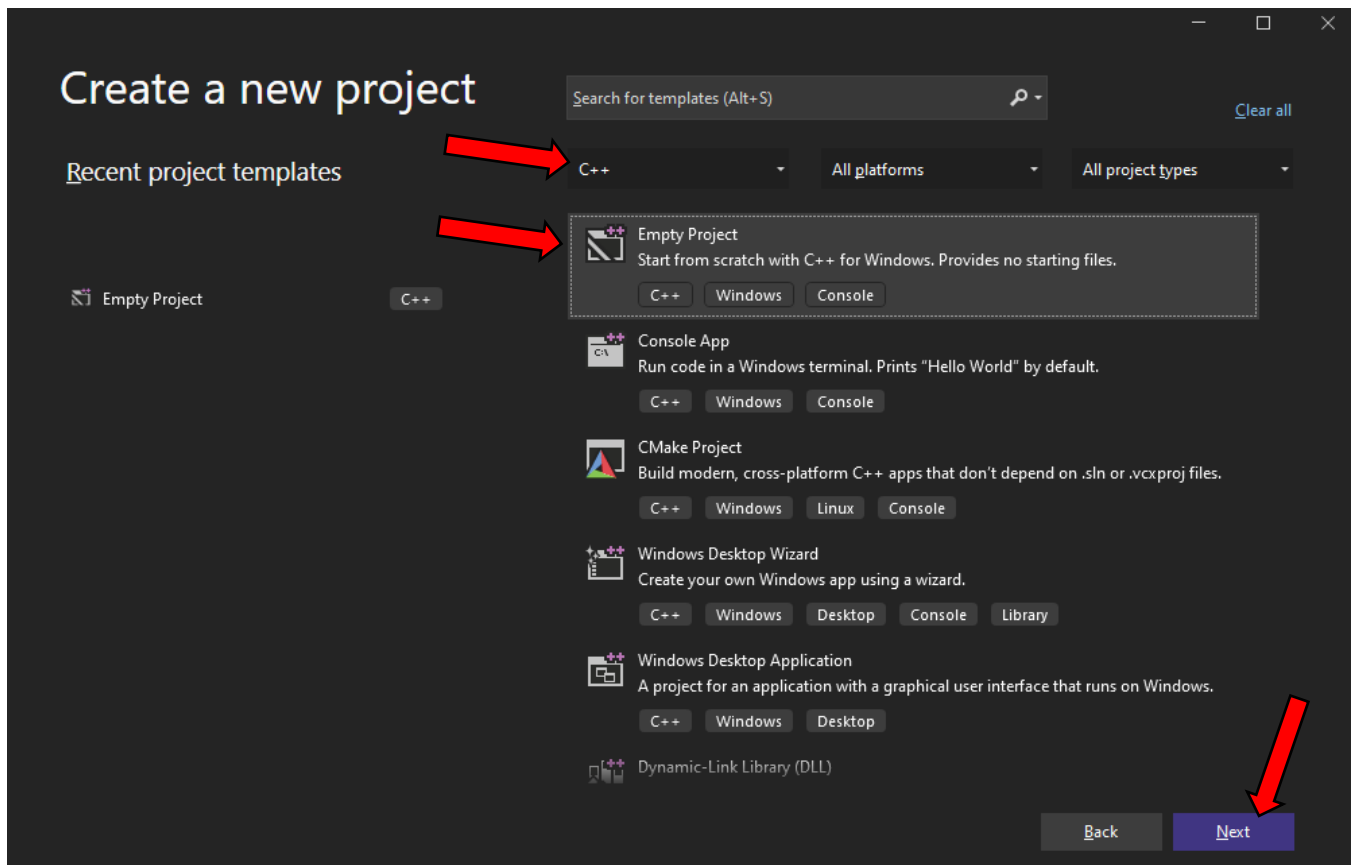 Create a new project
Search for templates (Alt+S)
Clear all
Recent project templates
C++
All platforms
All project types
Empty Project
C++
Empty Project
Start from scratch with C++ for Windows. Provides no starting files.
C++ Windows Console
Console App
Run code in a Windows terminal. Prints "Hello World" by default.
C++ Windows Console
CMake Project
Build modern, cross-platform C++ apps that don't depend on .sln or .vcxproj files.
C++ Windows Linux Console
Windows Desktop Wizard
Create your own Windows app using a wizard.
C++ Windows Desktop Console Library
Windows Desktop Application
A project for an application with a graphical user interface that runs on Windows.
C++ Windows Desktop
Dynamic-Link Library (DLL)
Back
Next